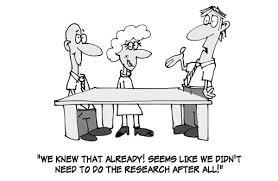 "WE KNEW THAT ALREADY! SEEMS LIKE WE DIDN'T
NEED TO DO THE RESEARCH AFTER ALL!"